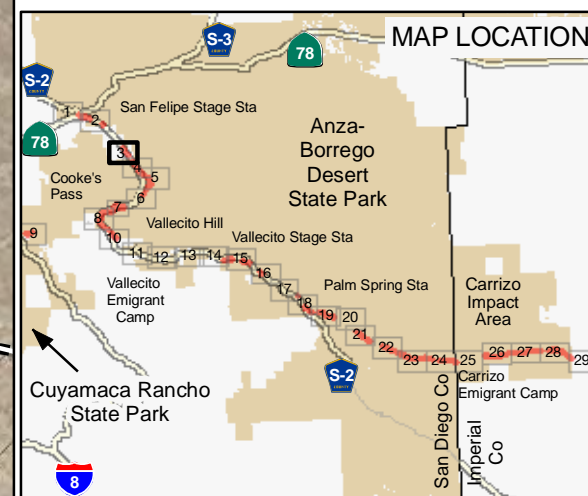 MAP LOCATION
S-3
78
S-2
COUNTY
1
2
San Felipe Stage Sta
78
3
4
5
6
7
8
Cooke's
Pass
Anza-
Borrego
Desert
State Park
9
10
Vallecito Hill
Vallecito Stage Sta
11
12
13
14
15
16
17
18
19
20
21
22
23
24
25
26
27
28
29
Vallecito
Emigrant
Camp
Palm Spring Sta
Carrizo
Impact
Area
S-2
COUNTY
Carrizo
Emigrant Camp
Cuyamaca Rancho
State Park
San Diego Co
Imperial
Co
8